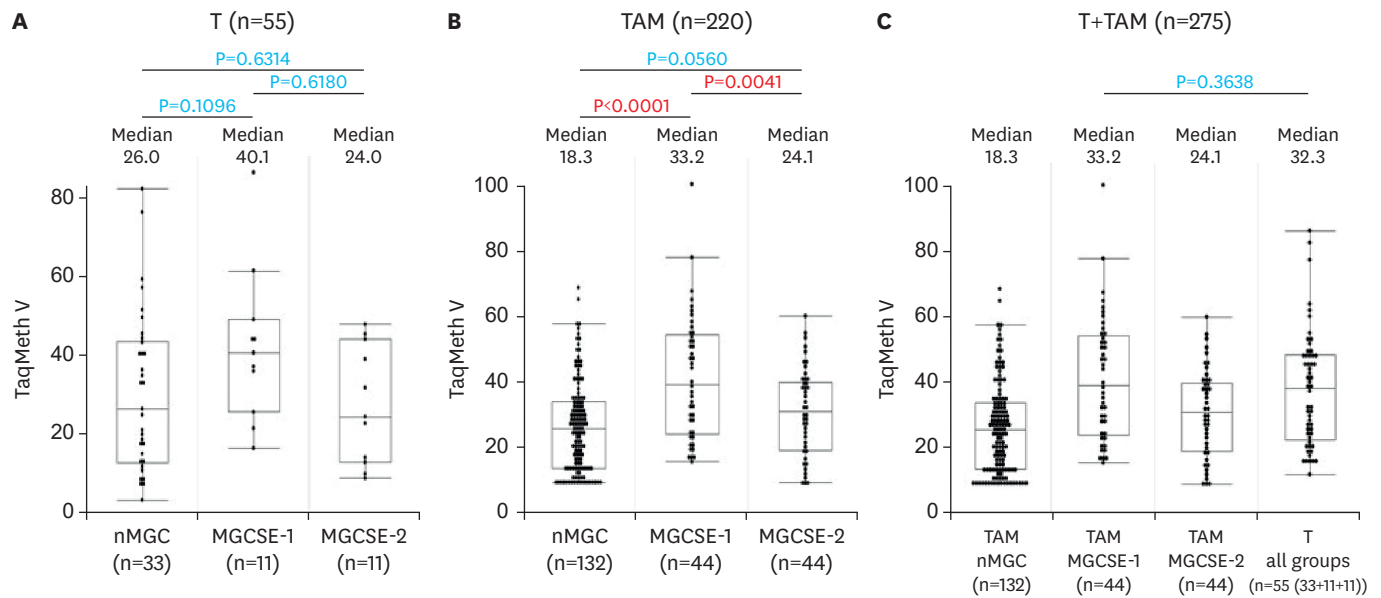 A
T (n=55)
P=0.6314
P=0.6180
P=0.1096
Median Median Median
26.0 40.1 24.0
TaqMeth V
80
60
40
20
0
nMGC MGCSE-1 MGCSE-2
(n=33) (n=11) (n=11)
B
TAM (n=220)
P=0.0560
P=0.0041
P<0.0001
Median Median Median
18.3 33.2 24.1
TaqMeth V
100
80
60
40
20
0
nMGC MGCSE-1 MGCSE-2
(n=132) (n=44) (n=44)
C
T+TAM (n=275)
P=0.3638
Median Median Median Median
18.3 33.2 24.1 32.3
TaqMeth V
100
80
60
40
20
0
TAM TAM TAM T
nMGC MGCSE-1 MGCSE-2 all groups
(n=132) (n=44) (n=44) (n=55 (33+11+11))